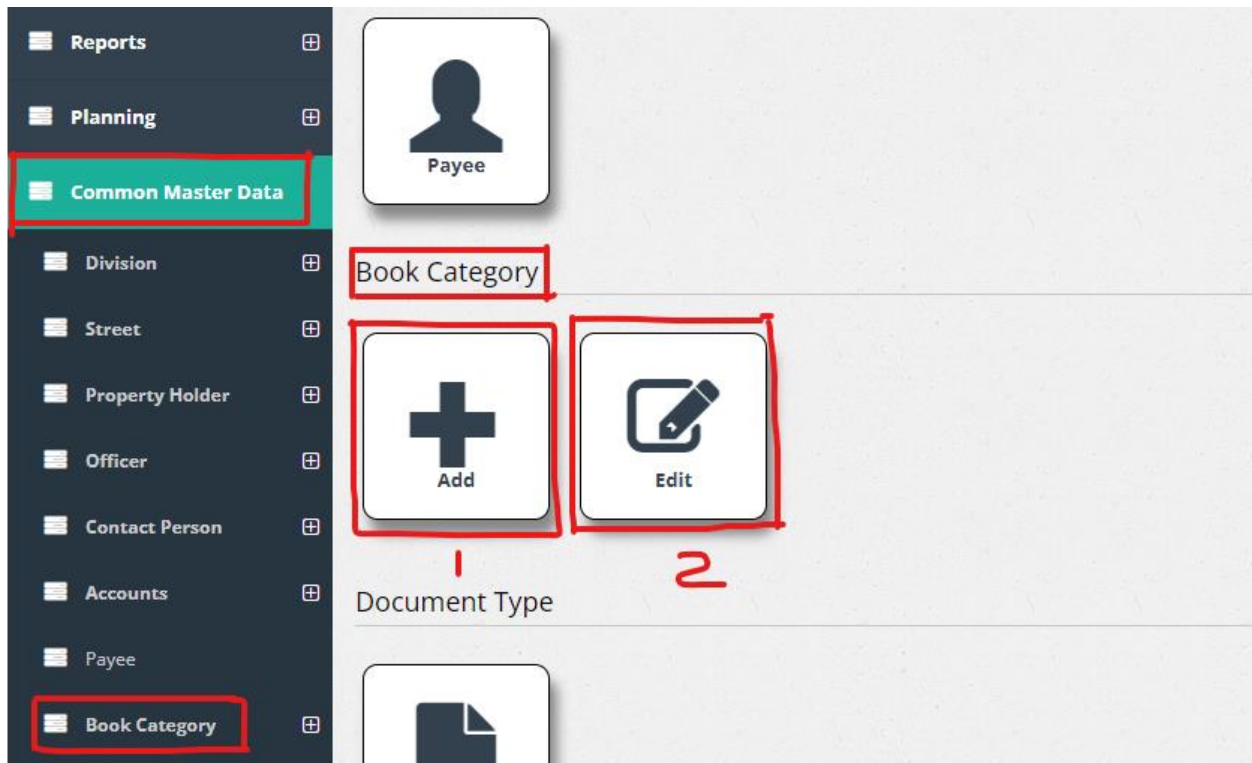 Reports
Planning
Common Master Data
Division
Street
Property Holder
Officer
Contact Person
Accounts
Payee
Book Category
Payee
Book Category
Add
Edit
1
2
Document Type